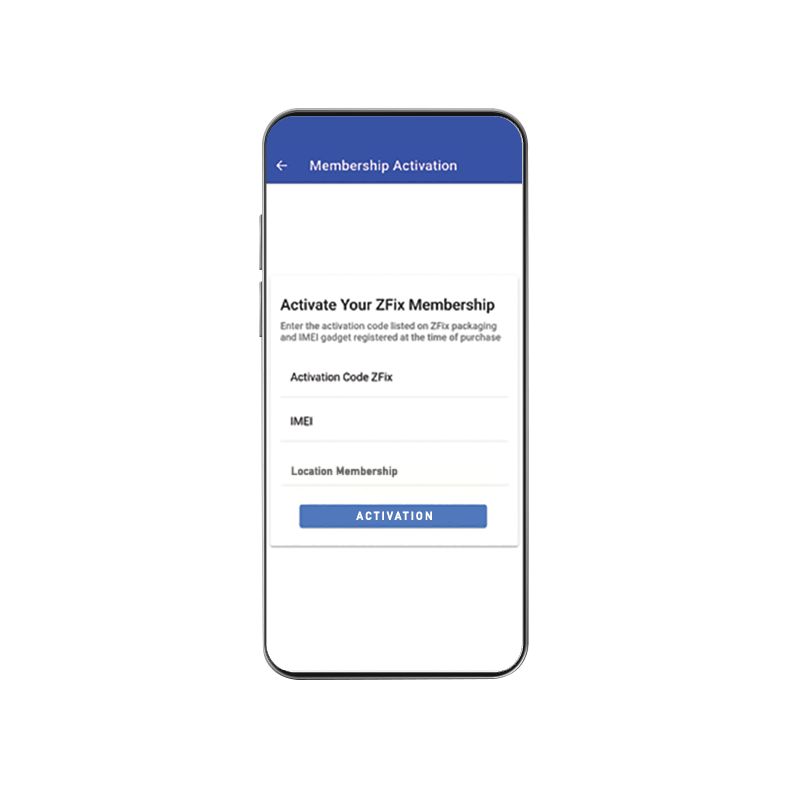 Membership Activation
Activate Your ZFix Membership
Enter the activation code listed on ZFix packaging
and IMEI gadget registered at the time of purchase
Activation Code ZFix
IMEI
Location Membership
ACTIVATION